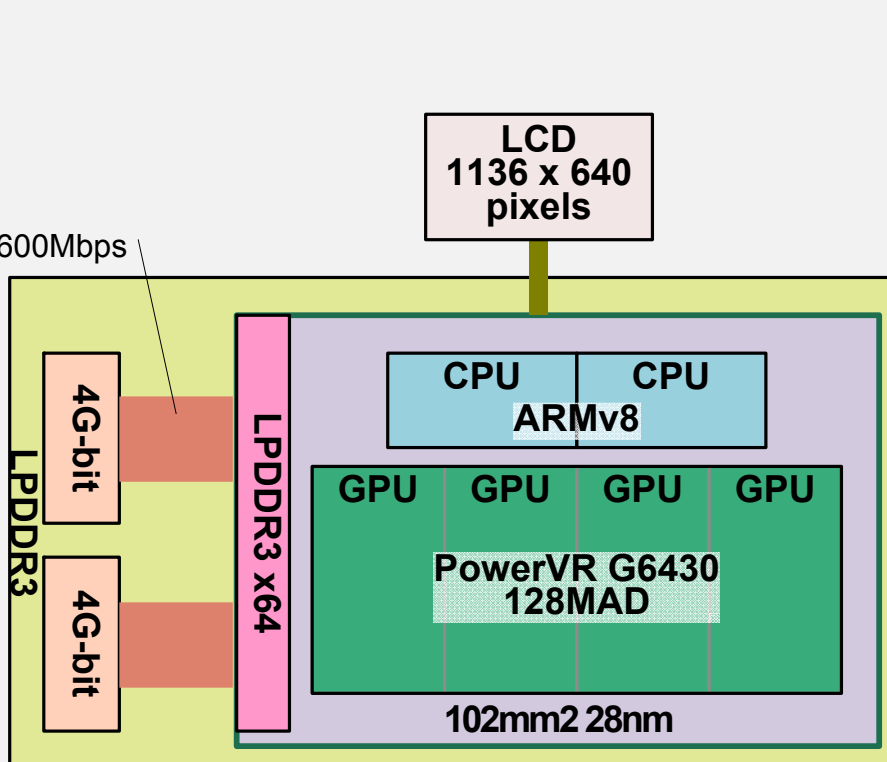 LCD
1136 x 640
pixels
600Mbps
CPU
CPU
ARMv8
4G-bit
LPDDR3
4G-bit
LPDDR3 x64
GPU
GPU
GPU
GPU
PowerVR G6430
128MAD
102mm2 28nm